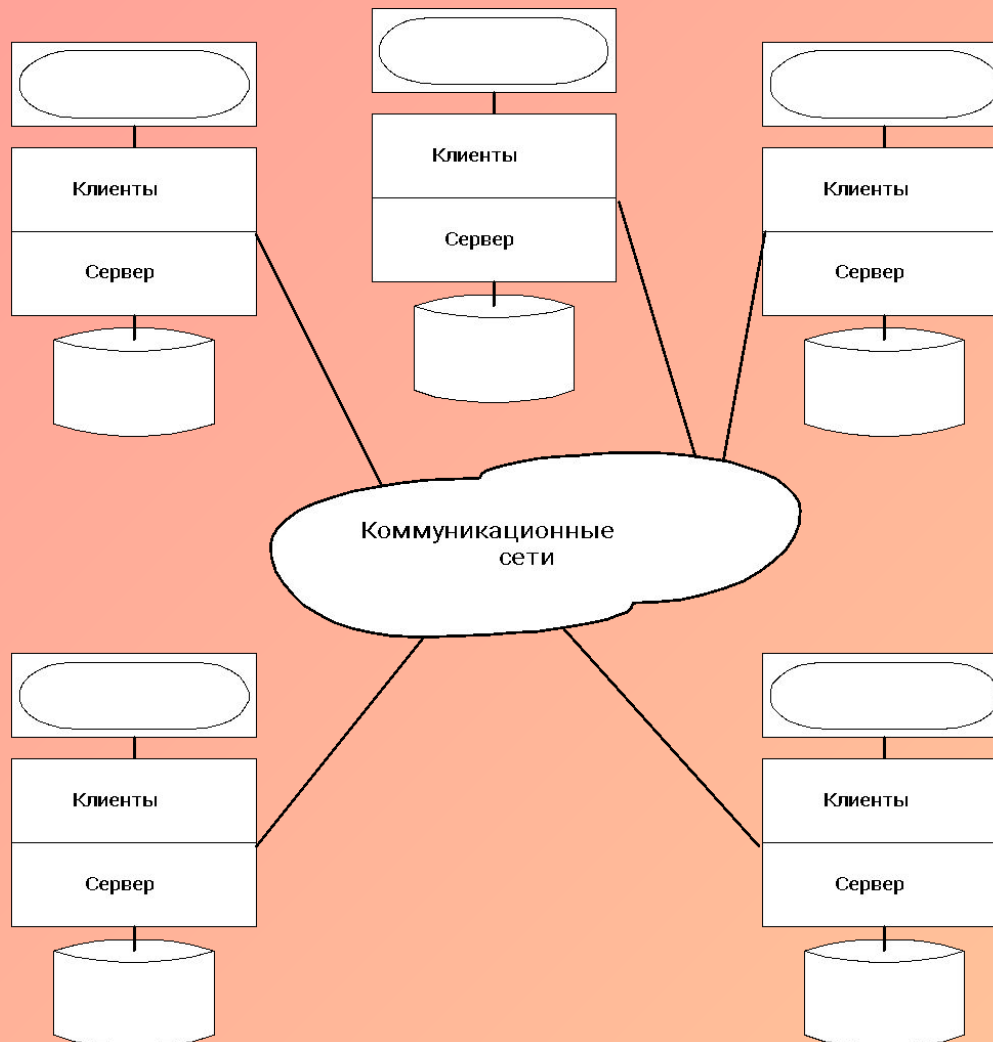 Клиенты
Сервер
Клиенты
Сервер
Клиенты
Сервер
Коммуникационные
сети
Клиенты
Сервер
Клиенты
Сервер